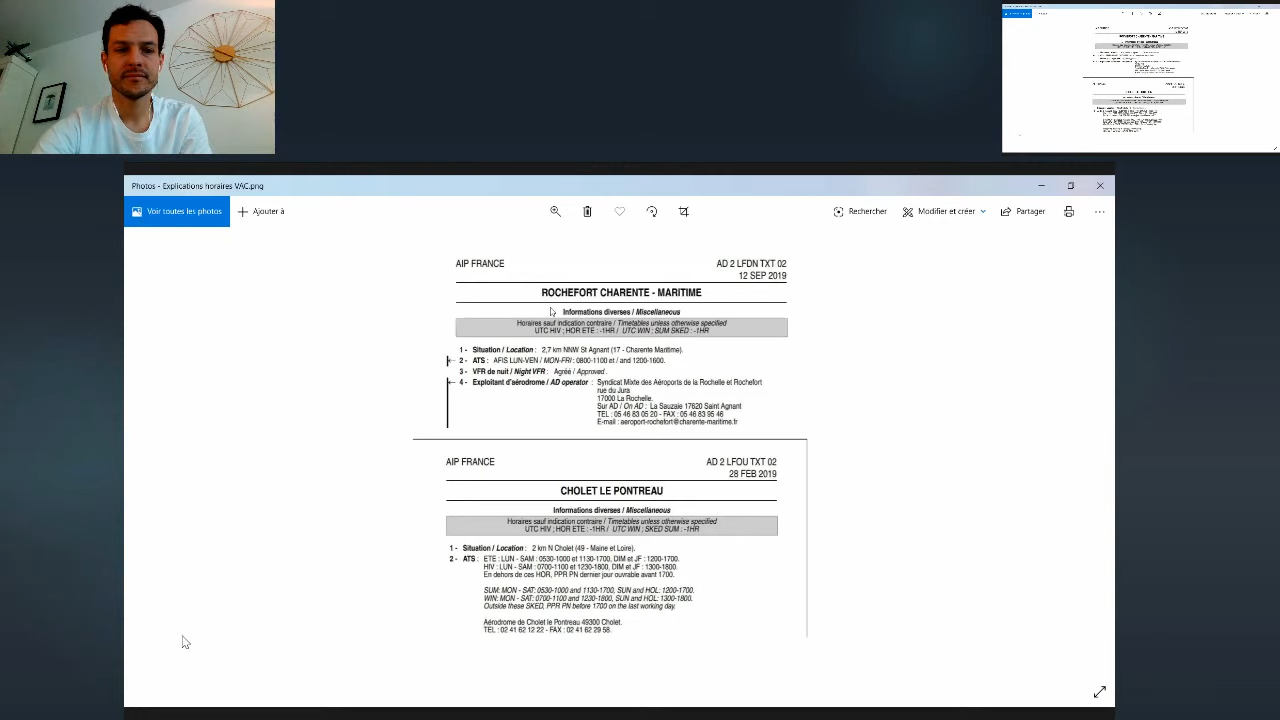 Photos - Explications horaires VAC.png
Voir toutes les photos
Ajouter à
Rechercher
Modifier et créer
Partager
AIP FRANCE
AD 2 LFDN TXT 02
12 SEP 2019
ROCHEFORT CHARENTE - MARITIME
Informations diverses / Miscellaneous
Horaires sauf indication contraire / Timetables unless otherwise specified
UTC HIV ; HOR ETE : -1HR / UTC WIN ; SUM SKED : -1HR
1 - Situation / Location : 2,7 km NNW St Agnant (17 - Charente Maritime).
2 - ATS : AFIS LUN-VEN / MON-FRI : 0800-1100 et / and 1200-1600.
3 - VFR de nuit / Night VFR : Agréé / Approved .
4 - Exploitant d'aérodrome / AD operator : Syndicat Mixte des Aéroports de la Rochelle et Rochefort
rue du Jura
17000 La Rochelle.
Sur AD / On AD : La Sauzaie 17620 Saint Agnant
TEL : 05 46 83 05 20 - FAX : 05 46 83 95 46
E-mail : aeroport-rochefort@charente-maritime.fr
AIP FRANCE
AD 2 LFOU TXT 02
28 FEB 2019
CHOLET LE PONTREAU
Informations diverses / Miscellaneous
Horaires sauf indication contraire / Timetables unless otherwise specified
UTC HIV ; HOR ETE : -1HR / UTC WIN ; SKED SUM : -1HR
1 - Situation / Location : 2 km N Cholet (49 - Maine et Loire).
2 - ATS : ETE : LUN - SAM : 0530-1000 et 1130-1700, DIM et JF : 1200-1700.
HIV : LUN - SAM : 0700-1100 et 1230-1800, DIM et JF : 1300-1800.
En dehors de ces HOR, PPR PN dernier jour ouvrable avant 1700.
SUM: MON - SAT: 0530-1000 and 1130-1700, SUN and HOL: 1200-1700.
WIN: MON - SAT: 0700-1100 and 1230-1800, SUN and HOL: 1300-1800.
Outside these SKED, PPR PN before 1700 on the last working day.
Aérodrome de Cholet le Pontreau 49300 Cholet.
TEL : 02 41 62 12 22 - FAX : 02 41 62 29 58.